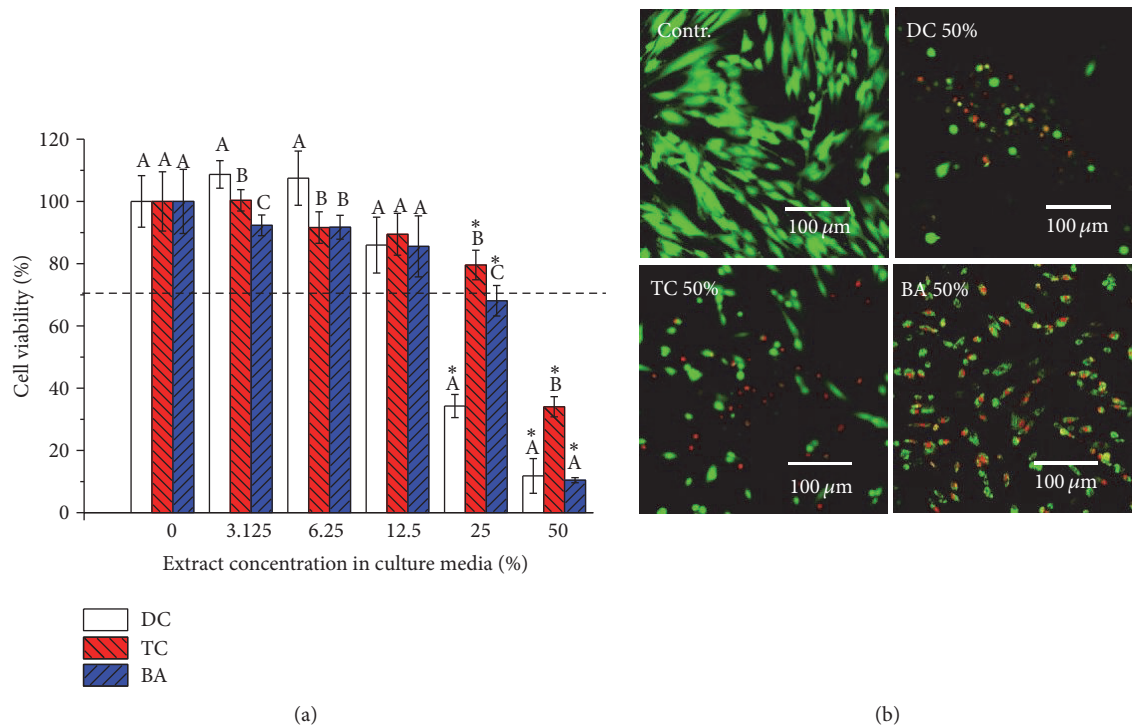 120
100
80
60
40
20
0
Cell viability (%)
A A A
A B C
A B B
A A A
* A * B * C
* A * B * A
0 3.125 6.25 12.5 25 50
Extract concentration in culture media (%)
DC
TC
BA
(a)
Contr.
100 μm
DC 50%
100 μm
TC 50%
100 μm
BA 50%
100 μm
(b)